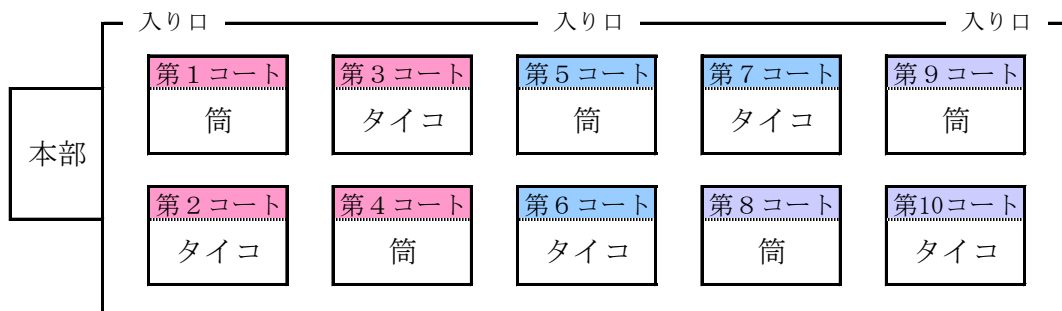 入り口 入り口 入り口
第１コート 第３コート 第５コート 第７コート 第９コート
筒 タイコ 筒 タイコ 筒
本部
第２コート 第４コート 第６コート 第８コート 第10コート
タイコ 筒 タイコ 筒 タイコ